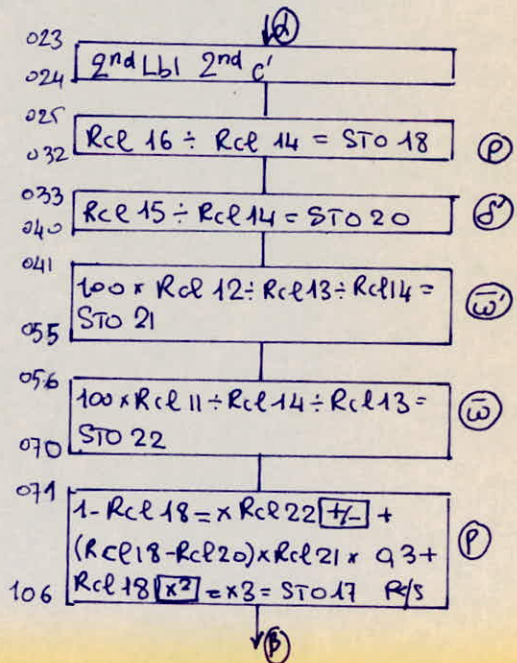 α
023
2nd Lbl 2nd c'
024
025
Rcl 16 ÷ Rcl 14 = STO 18
ρ
032
033
Rcl 15 ÷ Rcl 14 = STO 20
δ'
040
041
100 x Rcl 12 ÷ Rcl 13 ÷ Rcl 14 =
ω̅'
STO 21
055
056
100 x Rcl 11 ÷ Rcl 14 ÷ Rcl 13 =
ω̅
STO 22
070
071
1 - Rcl 18 = x Rcl 22 +/- +
(Rcl 18 - Rcl 20) x Rcl 21 x 0,3 +
Rcl 18 x² = x 3 = STO 17 R/S
106
β